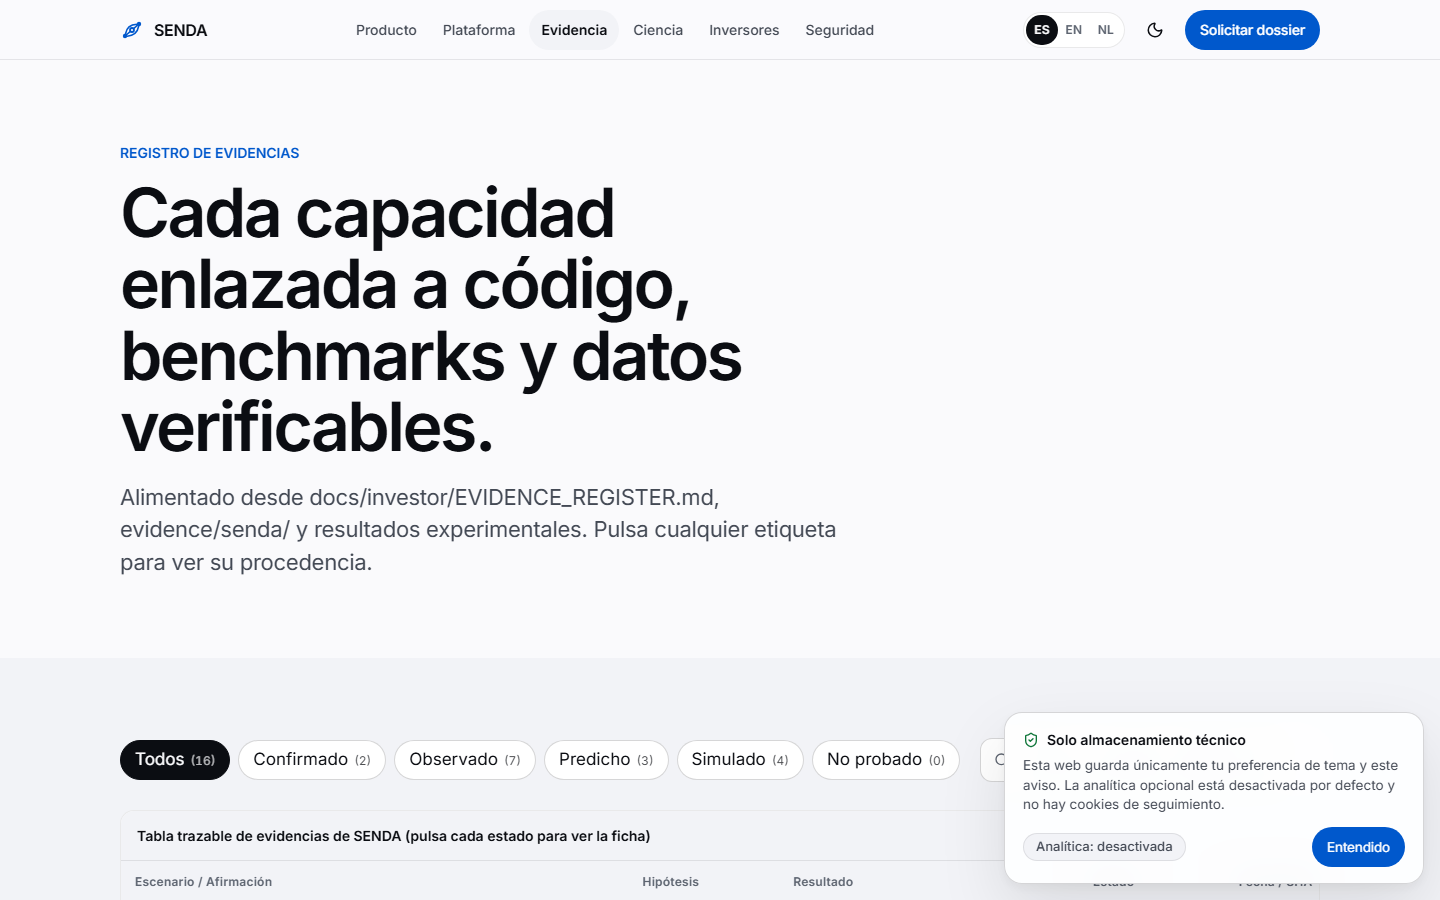 SENDA
Producto Plataforma Evidencia Ciencia Inversores Seguridad
ES EN NL
Solicitar dossier
REGISTRO DE EVIDENCIAS
Cada capacidad
enlazada a código,
benchmarks y datos
verificables.
Alimentado desde docs/investor/EVIDENCE_REGISTER.md,
evidence/senda/ y resultados experimentales. Pulsa cualquier etiqueta
para ver su procedencia.
Todos (16) Confirmado (2) Observado (7) Predicho (3) Simulado (4) No probado (0)
Tabla trazable de evidencias de SENDA (pulsa cada estado para ver la ficha)
Escenario / Afirmación Hipótesis Resultado
Solo almacenamiento técnico
Esta web guarda únicamente tu preferencia de tema y este
aviso. La analítica opcional está desactivada por defecto y
no hay cookies de seguimiento.
Analítica: desactivada
Entendido